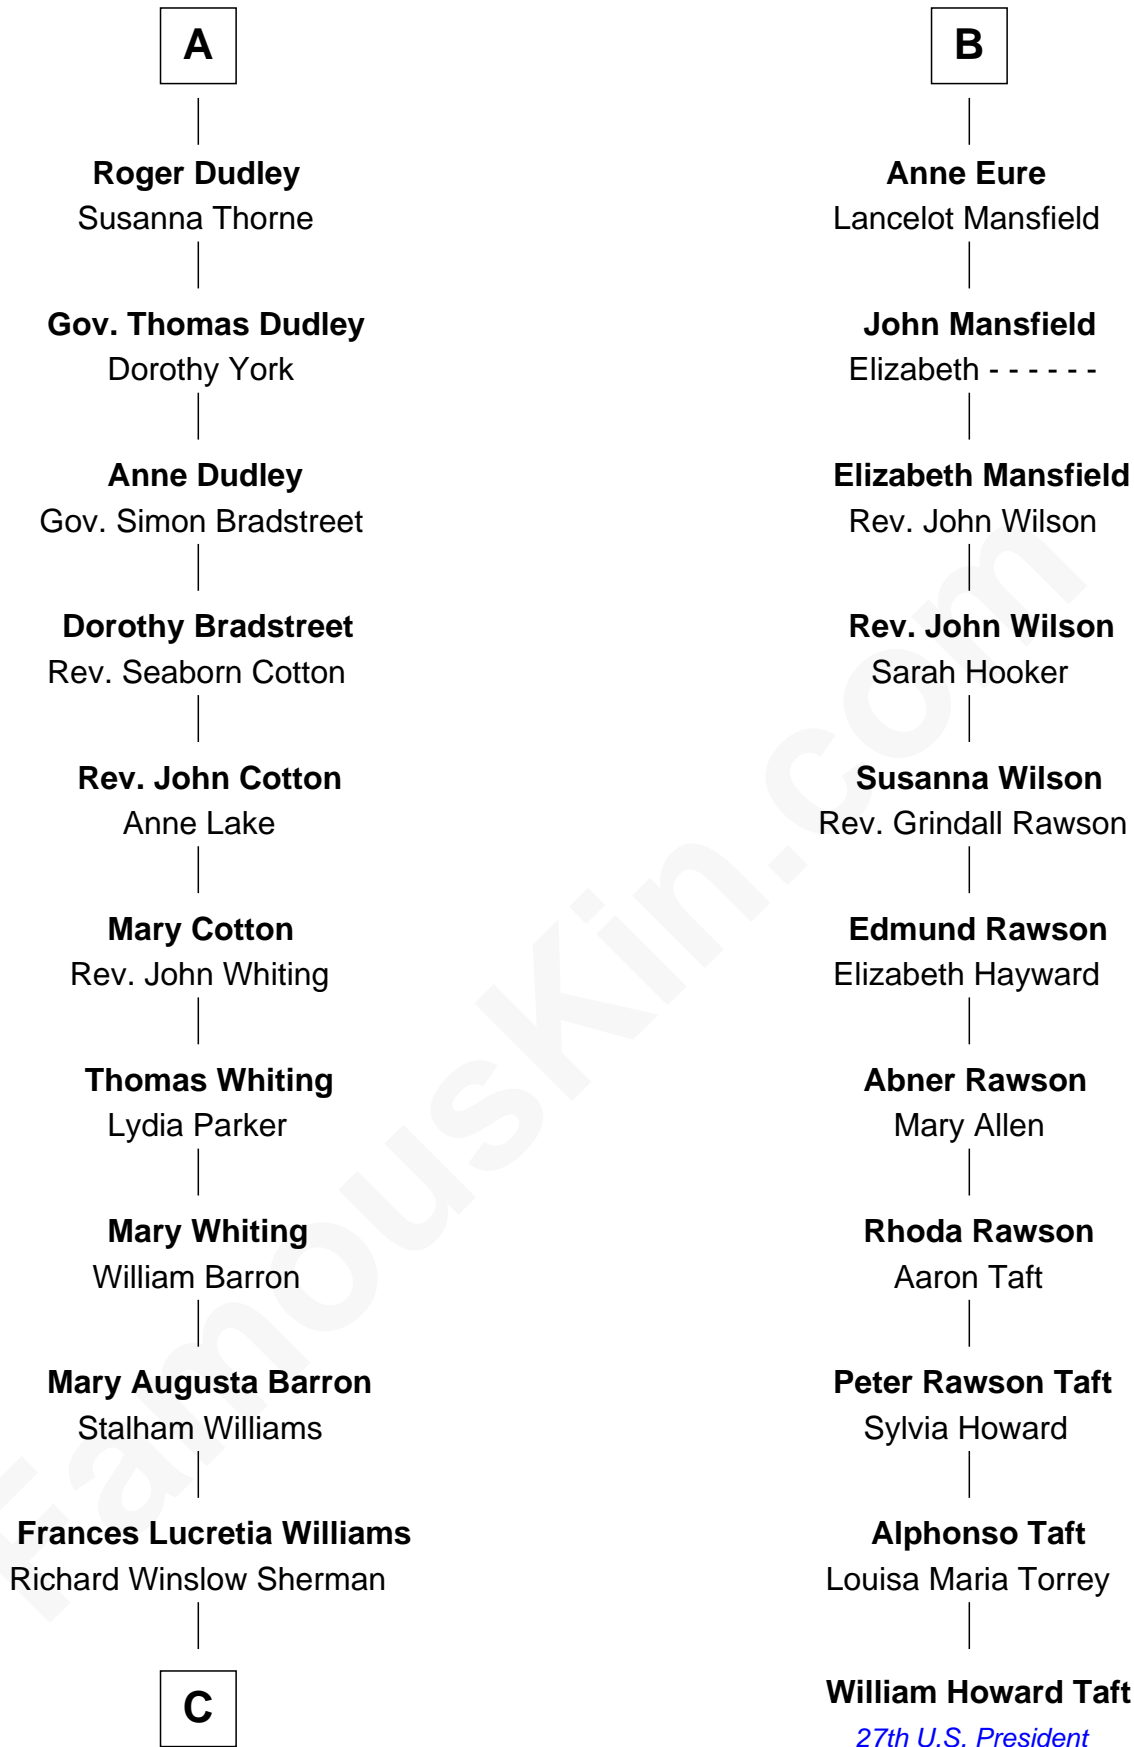 A
Roger Dudley
Susanna Thorne
Gov. Thomas Dudley
Dorothy York
Anne Dudley
Gov. Simon Bradstreet
Dorothy Bradstreet
Rev. Seaborn Cotton
Rev. John Cotton
Anne Lake
Mary Cotton
Rev. John Whiting
Thomas Whiting
Lydia Parker
Mary Whiting
William Barron
Mary Augusta Barron
Stalham Williams
Frances Lucretia Williams
Richard Winslow Sherman
C
B
Anne Eure
Lancelot Mansfield
John Mansfield
Elizabeth - - - - - -
Elizabeth Mansfield
Rev. John Wilson
Rev. John Wilson
Sarah Hooker
Susanna Wilson
Rev. Grindall Rawson
Edmund Rawson
Elizabeth Hayward
Abner Rawson
Mary Allen
Rhoda Rawson
Aaron Taft
Peter Rawson Taft
Sylvia Howard
Alphonso Taft
Louisa Maria Torrey
William Howard Taft
27th U.S. President
FamousKin.com